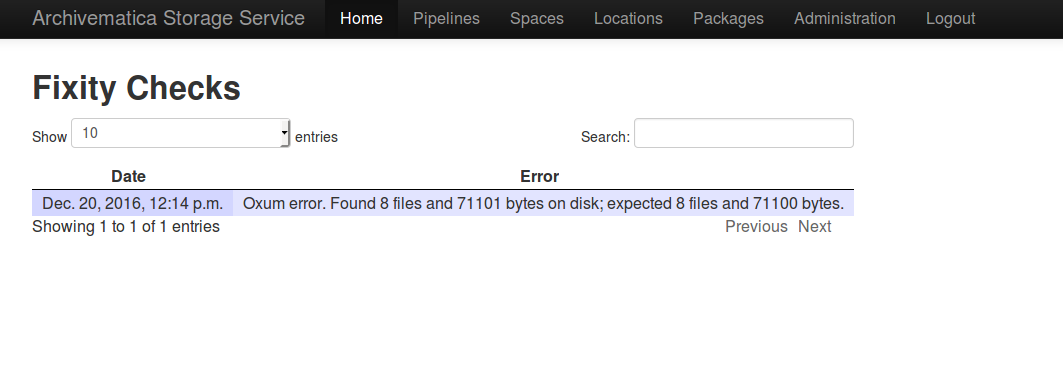 Archivematica Storage Service Home Pipelines Spaces Locations Packages Administration Logout
Fixity Checks
Show 10 entries Search:
Date Error
Dec. 20, 2016, 12:14 p.m. Oxum error. Found 8 files and 71101 bytes on disk; expected 8 files and 71100 bytes.
Showing 1 to 1 of 1 entries Previous Next